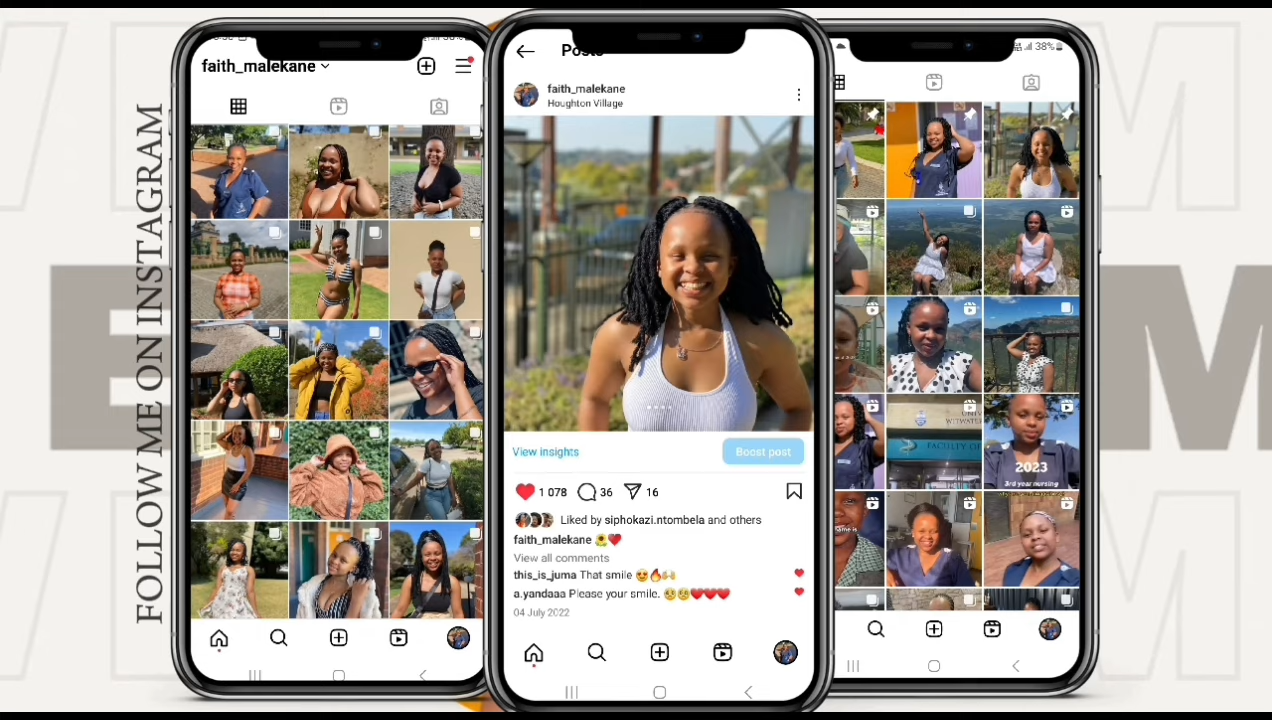 FOLLOW ME ON INSTAGRAM
faith_malekane
Posts
faith_malekane
Houghton Village
View insights
Boost post
1 078
36
16
Liked by siphokazi.ntombela and others
faith_malekane 🌻❤️
View all comments
this_is_juma That smile 😍🔥🙌
a.yandaaa Please your smile. 🥺🥺❤️❤️❤️
04 July 2022
38%
FACULTY OF
2023
3rd year nursing